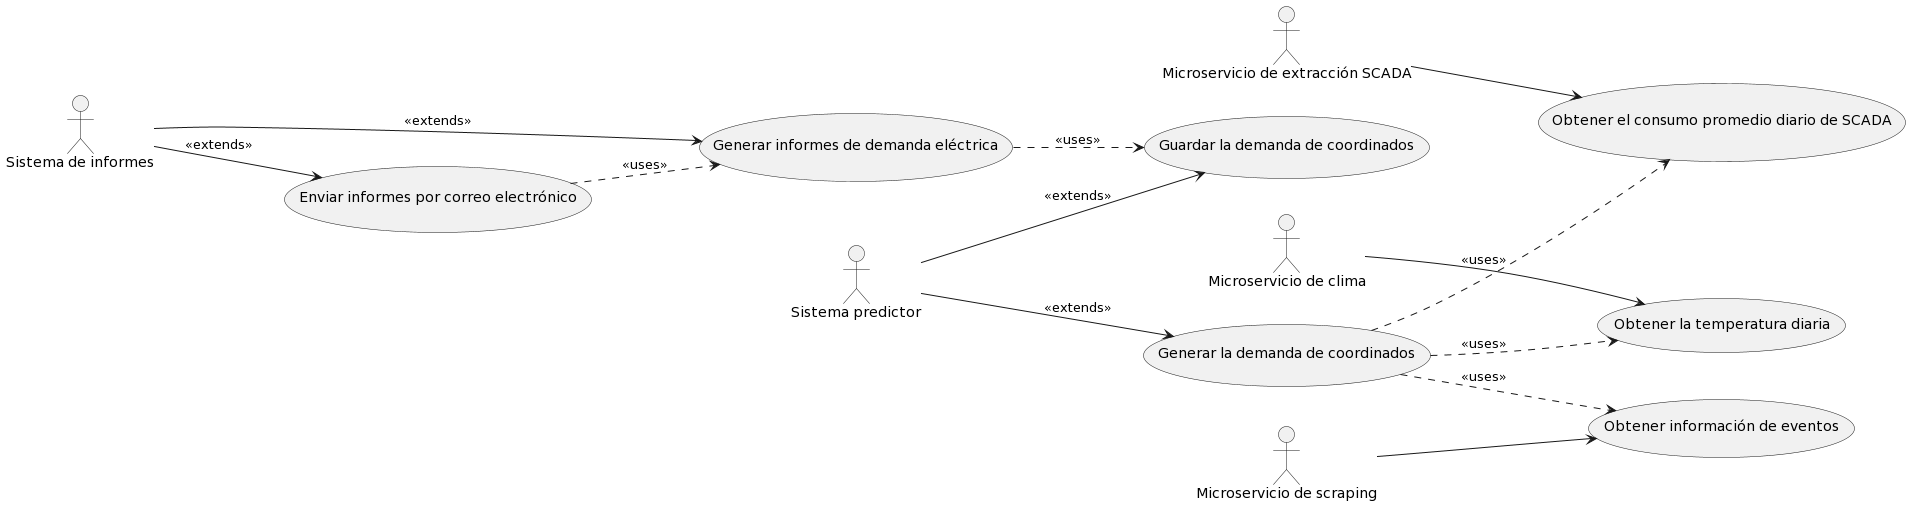 Microservicio de extracción SCADA
Obtener el consumo promedio diario de SCADA
Sistema de informes
«extends»
«extends»
Generar informes de demanda eléctrica
«uses»
Guardar la demanda de coordinados
Enviar informes por correo electrónico
«uses»
«extends»
Sistema predictor
«extends»
Microservicio de clima
«uses»
Obtener la temperatura diaria
Generar la demanda de coordinados
«uses»
«uses»
Obtener información de eventos
Microservicio de scraping